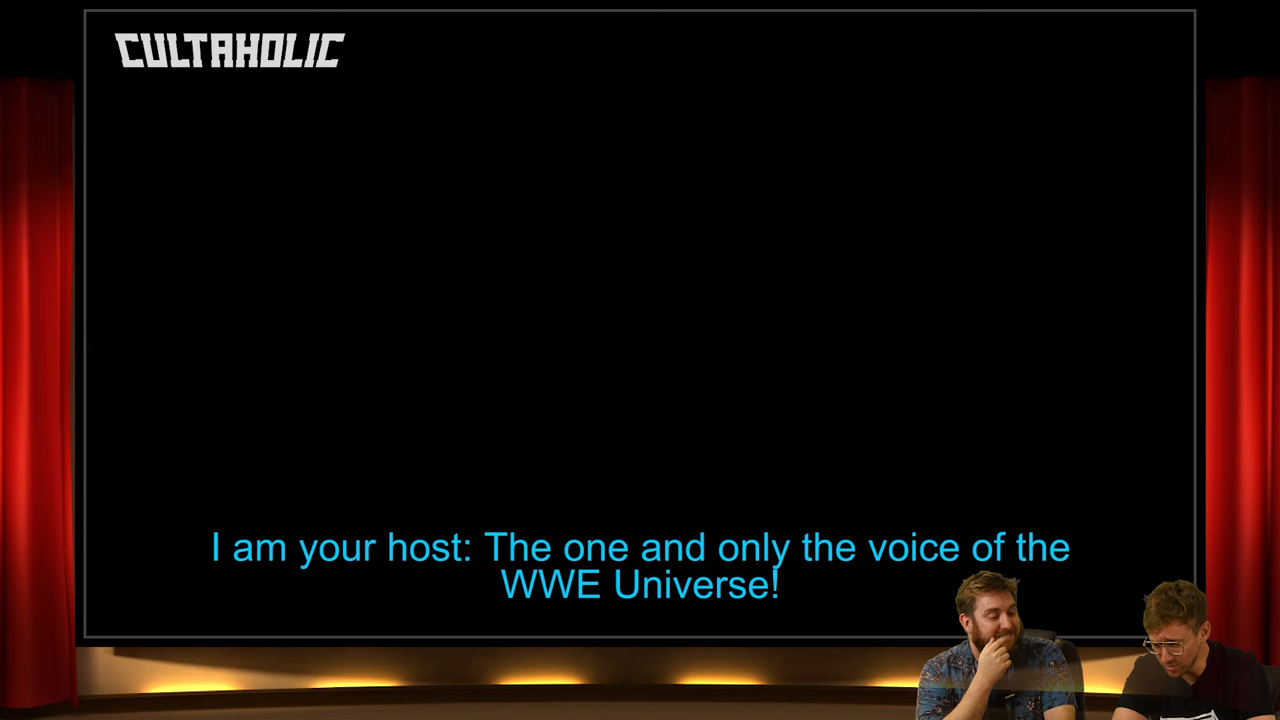 CULTAHOLIC
I am your host: The one and only the voice of the
WWE Universe!